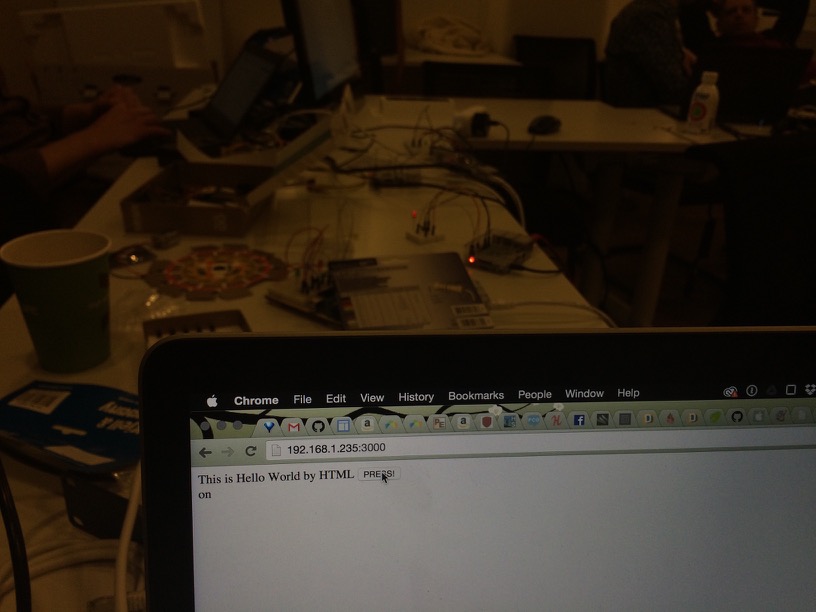 Chrome File Edit View History Bookmarks People Window Help
192.168.1.235:3000
This is Hello World by HTML PRESS!
on